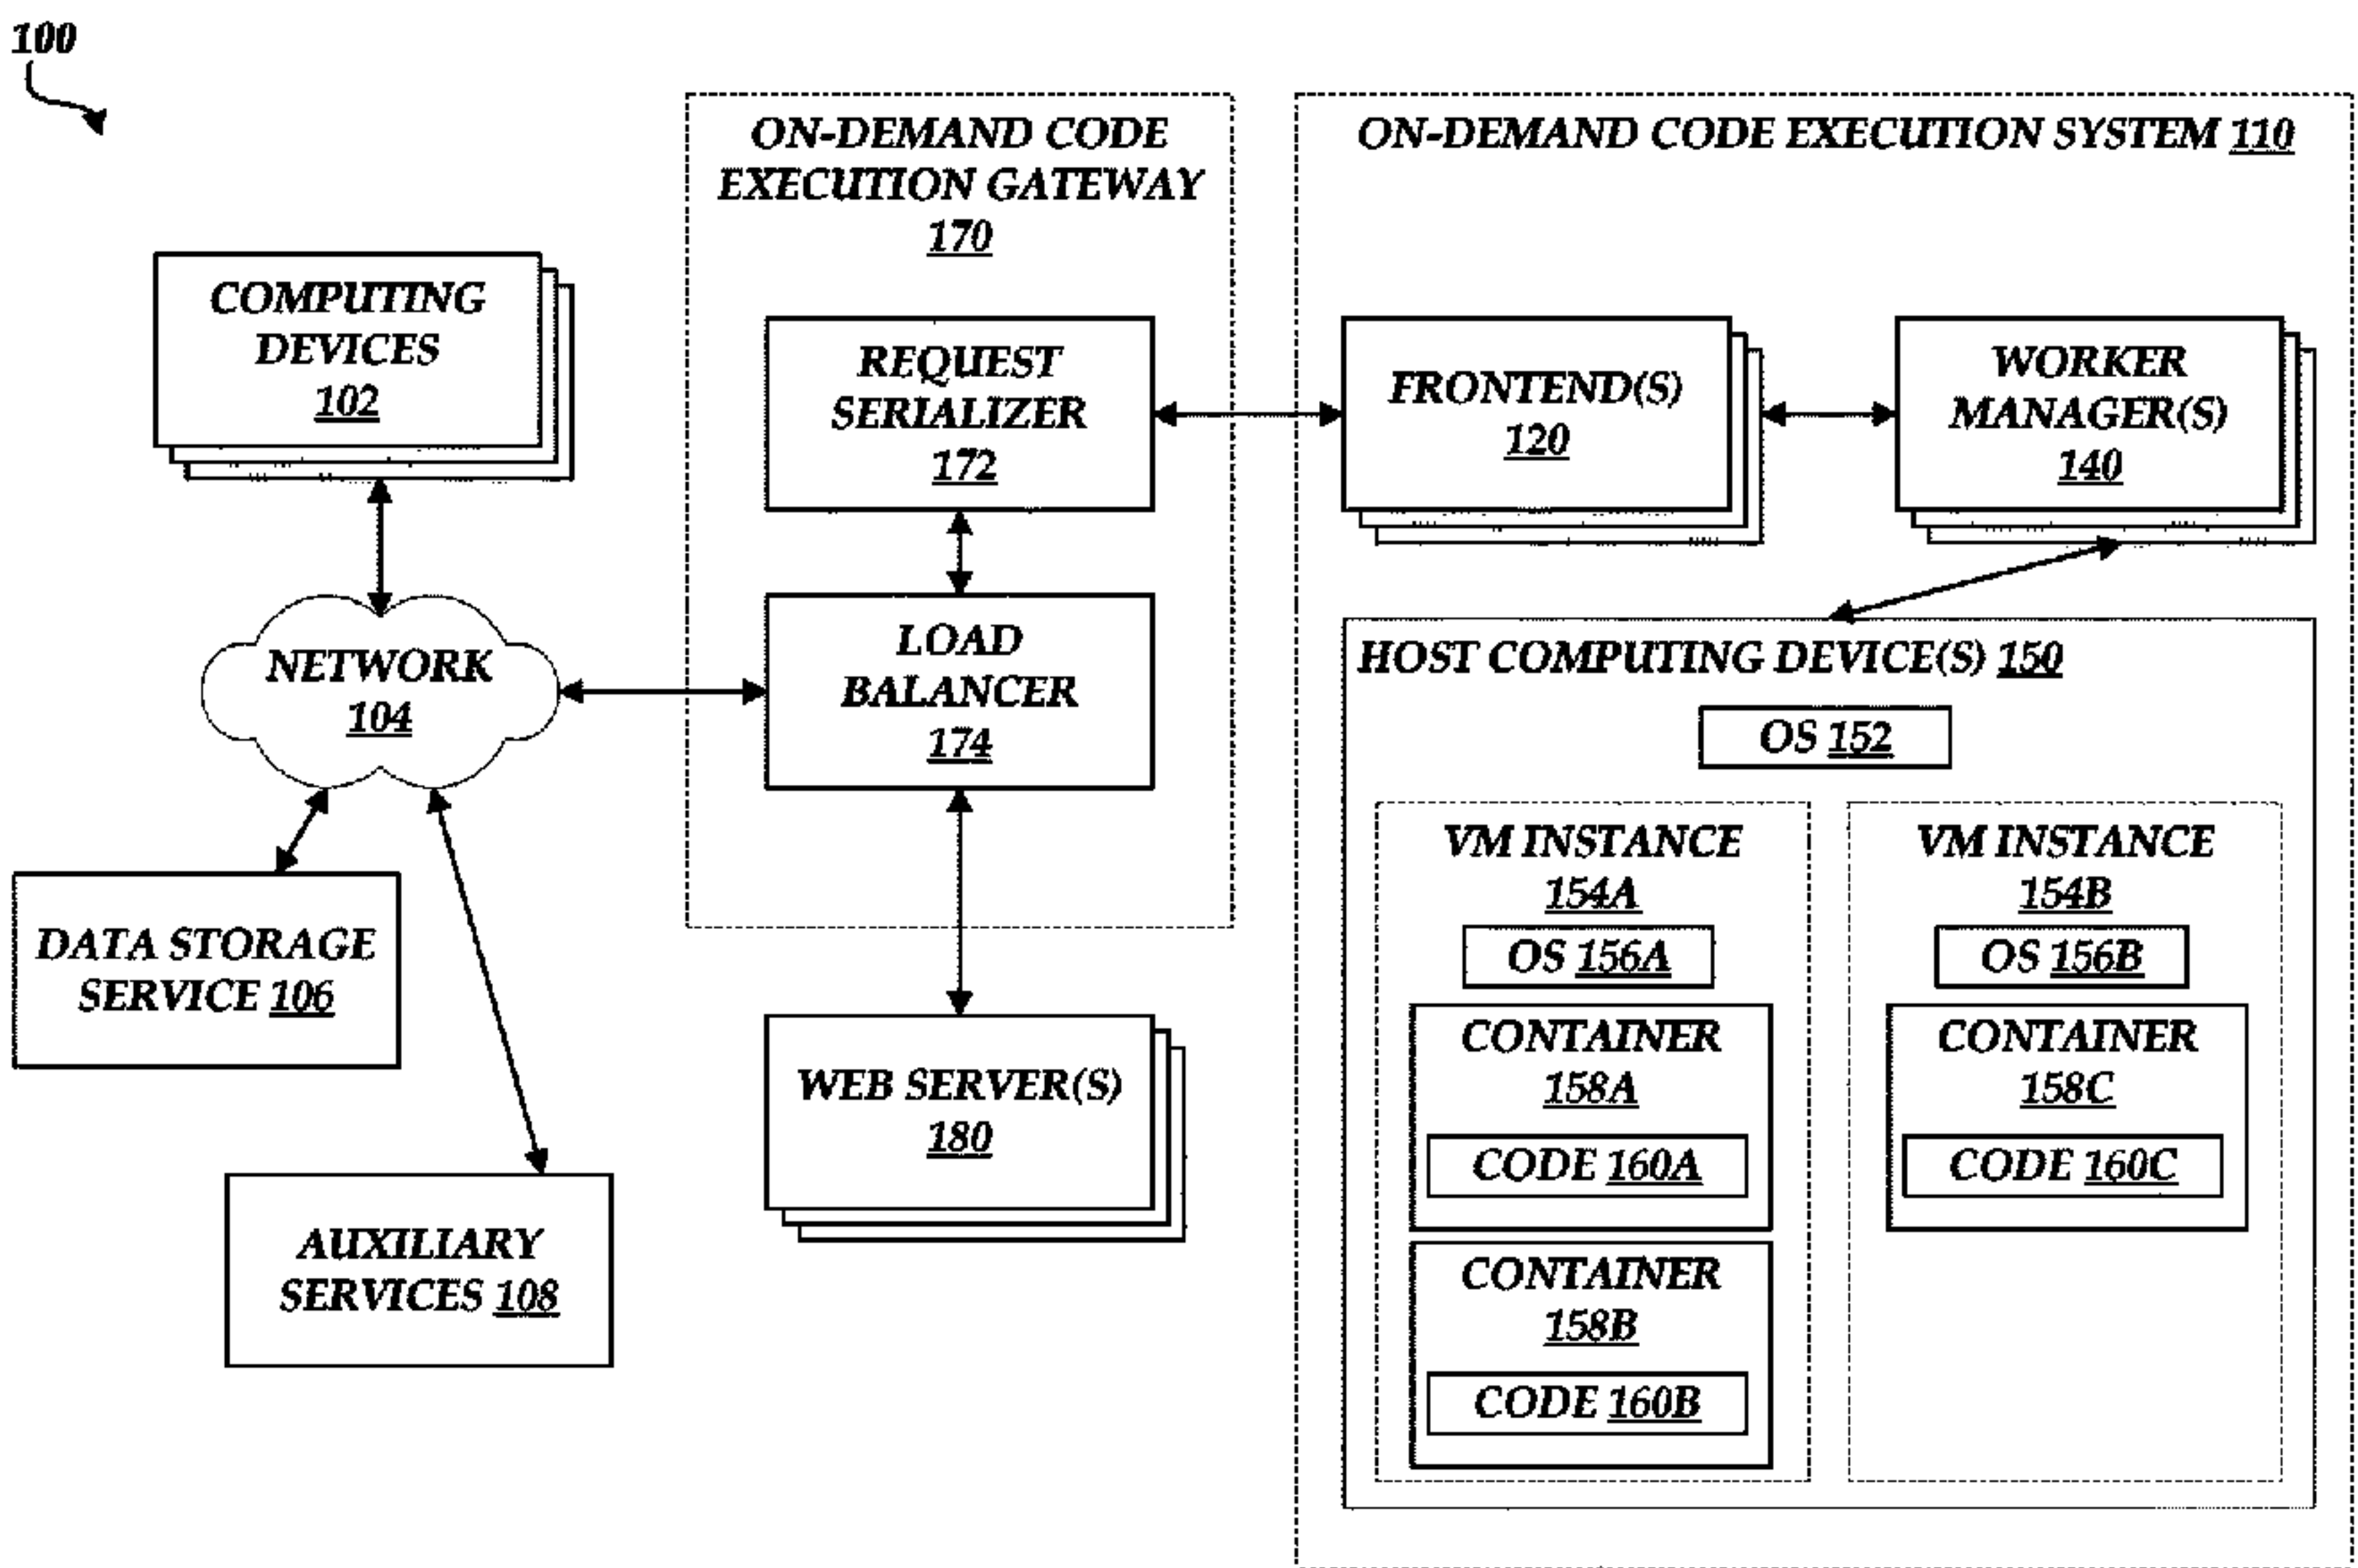 100
COMPUTING
DEVICES
102
NETWORK
104
DATA STORAGE
SERVICE 106
AUXILIARY
SERVICES 108
ON-DEMAND CODE
EXECUTION GATEWAY
170
REQUEST
SERIALIZER
172
LOAD
BALANCER
174
WEB SERVER(S)
180
ON-DEMAND CODE EXECUTION SYSTEM 110
FRONTEND(S)
120
WORKER
MANAGER(S)
140
HOST COMPUTING DEVICE(S) 150
OS 152
VM INSTANCE
154A
OS 156A
CONTAINER
158A
CODE 160A
CONTAINER
158B
CODE 160B
VM INSTANCE
154B
OS 156B
CONTAINER
158C
CODE 160C